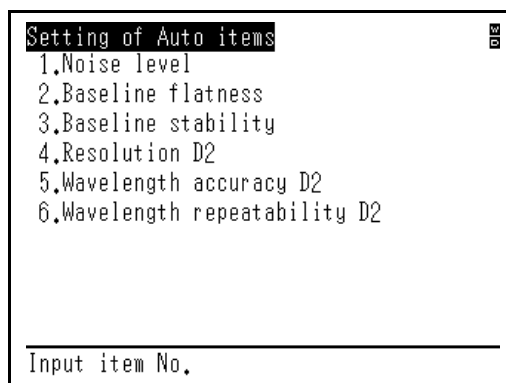 Setting of Auto items
W D
1.Noise level
2.Baseline flatness
3.Baseline stability
4.Resolution D2
5.Wavelength accuracy D2
6.Wavelength repeatability D2
Input item No.